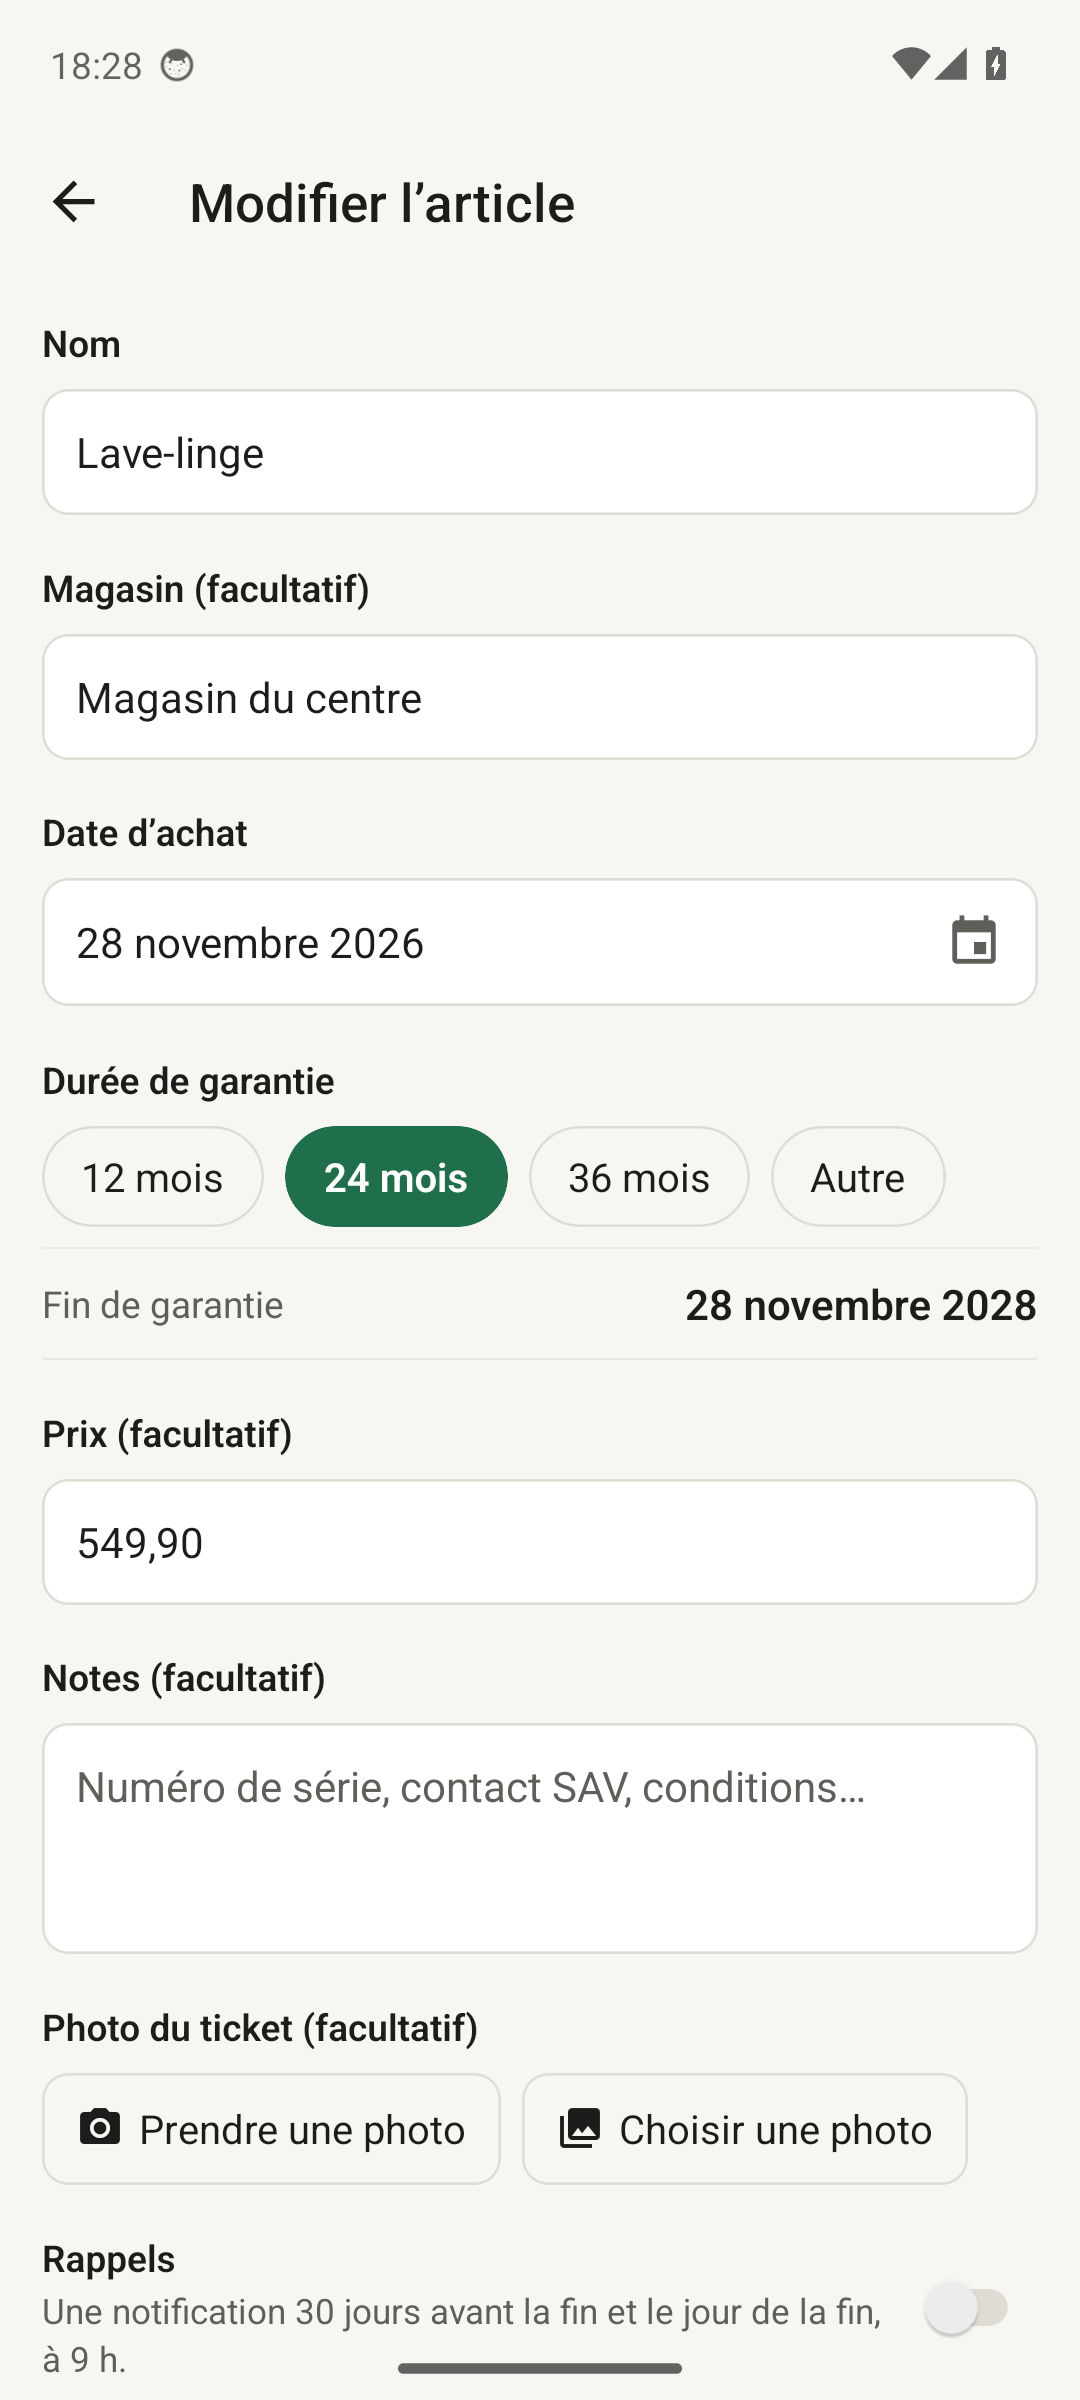 18:28
Modifier l’article
Nom
Lave-linge
Magasin (facultatif)
Magasin du centre
Date d’achat
28 novembre 2026
Durée de garantie
12 mois
24 mois
36 mois
Autre
Fin de garantie
28 novembre 2028
Prix (facultatif)
549,90
Notes (facultatif)
Numéro de série, contact SAV, conditions…
Photo du ticket (facultatif)
Prendre une photo
Choisir une photo
Rappels
Une notification 30 jours avant la fin et le jour de la fin,
à 9 h.